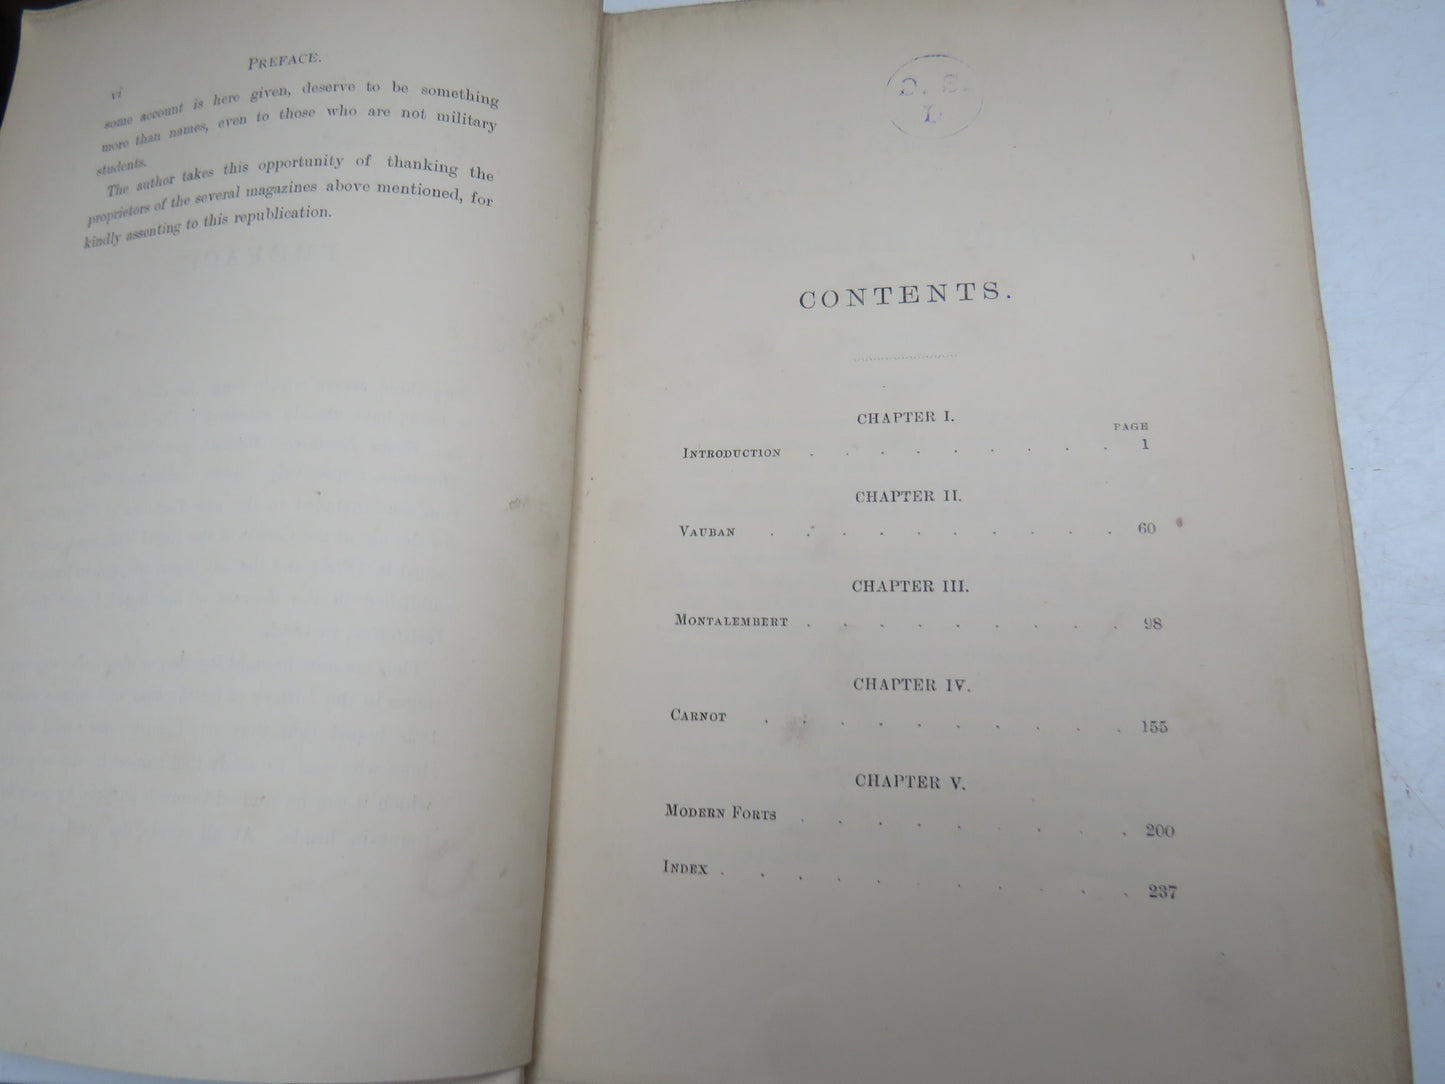 PREFACE.
vi
some account is here given, deserve to be something
more than names, even to those who are not military
students.
The author takes this opportunity of thanking the
proprietors of the several magazines above mentioned, for
kindly assenting to this republication.
O. S.
L.
CONTENTS.
CHAPTER I.
PAGE
INTRODUCTION . . . . . . . . . 1
CHAPTER II.
VAUBAN . . . . . . . . . . 60
CHAPTER III.
MONTALEMBERT . . . . . . . . . 98
CHAPTER IV.
CARNOT . . . . . . . . . . 155
CHAPTER V.
MODERN FORTS . . . . . . . . . 200
INDEX . . . . . . . . . . . 237